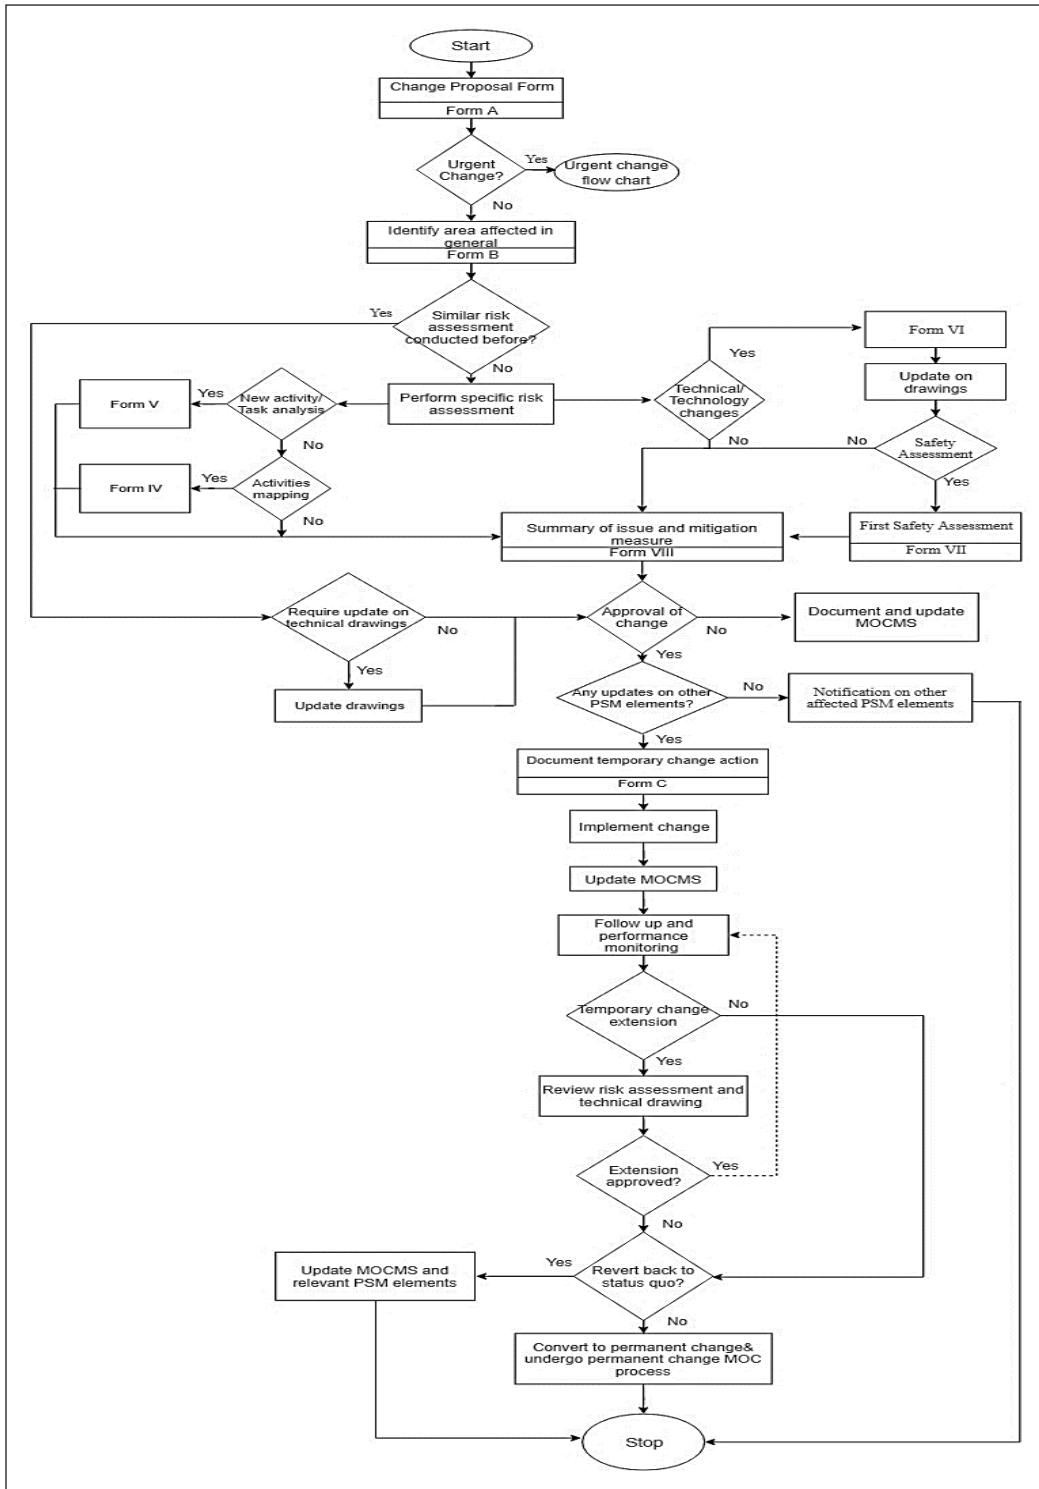 Start
Change Proposal Form
Form A
Urgent
Change?
Yes
Urgent change
flow chart
No
Identify area affected in
general
Form B
Yes
Similar risk
assessment
conducted before?
No
Form VI
Yes
Update on
drawings
Technical/
Technology
changes
Perform specific risk
assessment
New activity/
Task analysis
Yes
Form V
No
No
No
Safety
Assessment
Yes
Activities
mapping
Yes
Form IV
No
Summary of issue and mitigation
measure
Form VIII
First Safety Assessment
Form VII
Require update on
technical drawings
No
Yes
Update drawings
Approval of
change
No
Document and update
MOCMS
Yes
Any updates on other
PSM elements?
No
Notification on other
affected PSM elements
Yes
Document temporary change action
Form C
Implement change
Update MOCMS
Follow up and
performance
monitoring
Temporary change
extension
No
Yes
Review risk assessment and
technical drawing
Extension
approved?
Yes
No
Revert back to
status quo?
Yes
Update MOCMS and
relevant PSM elements
No
Convert to permanent change&
undergo permanent change MOC
process
Stop